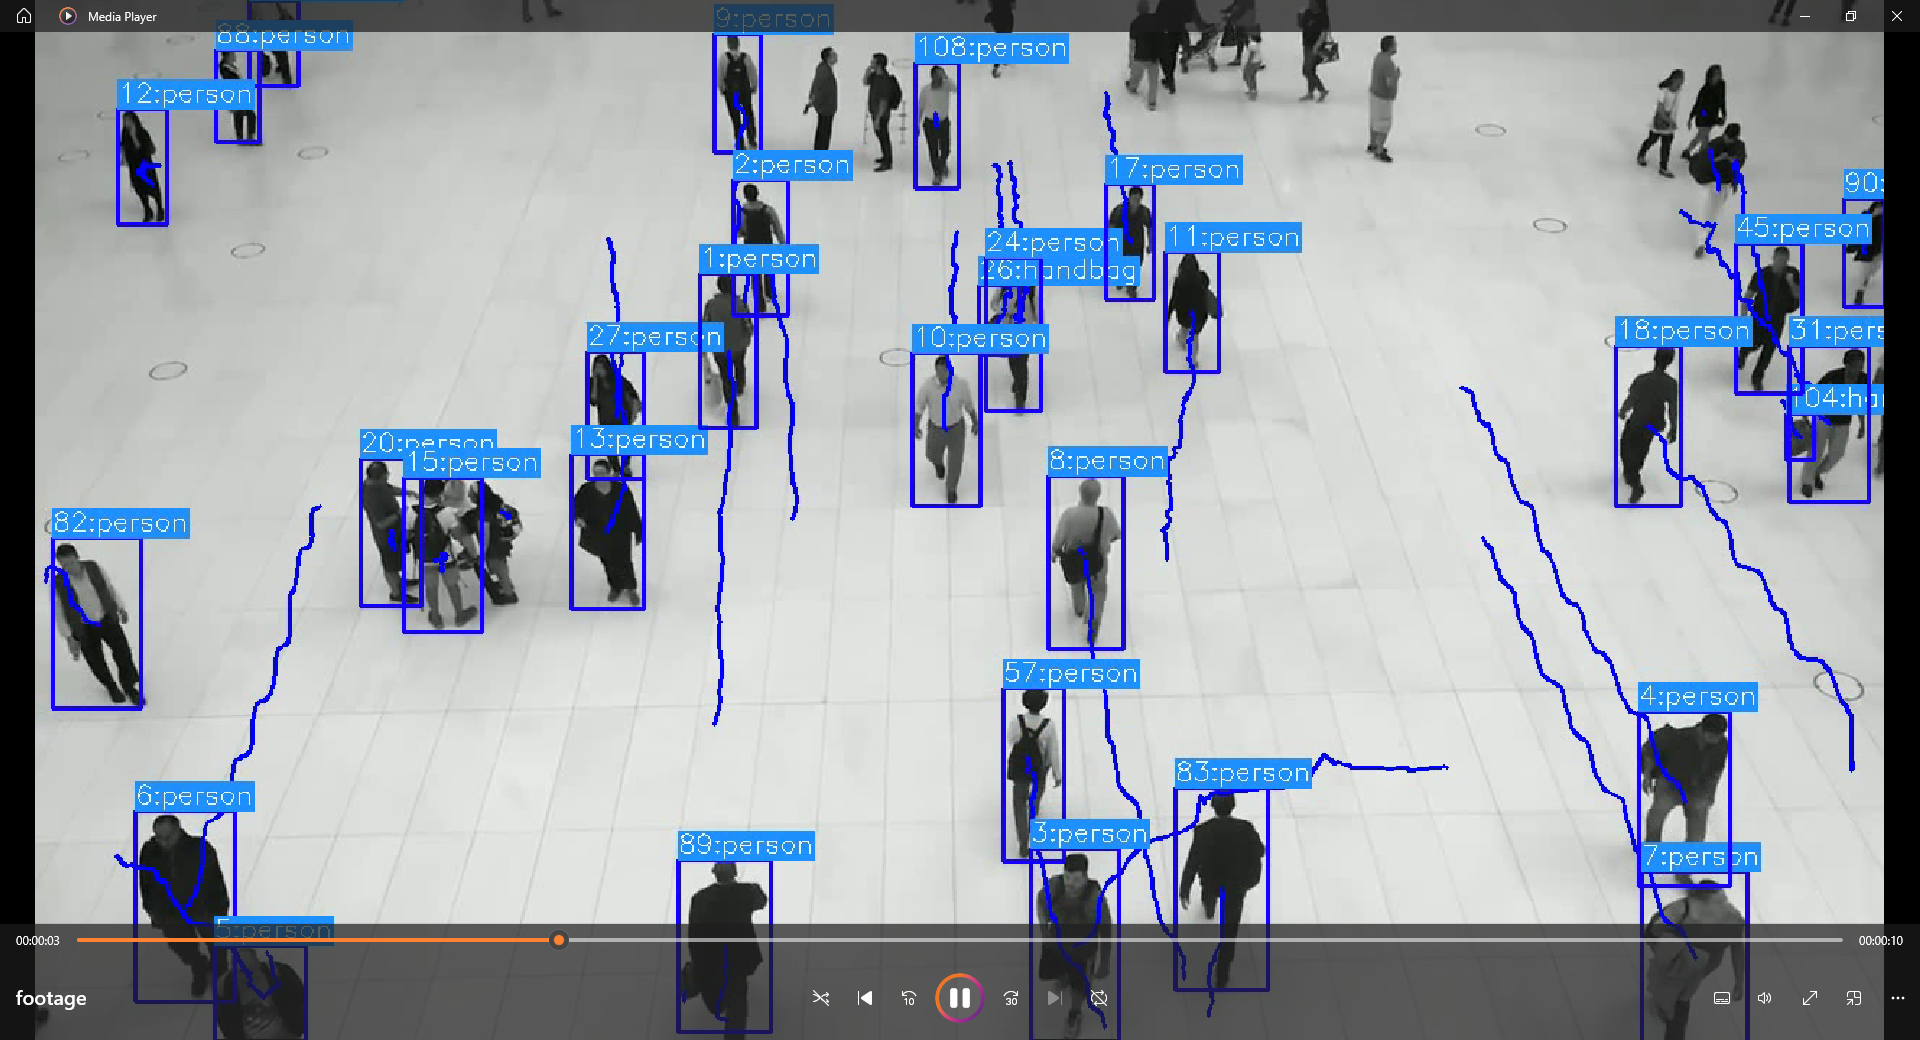 Media Player
9:person
88:person
108:person
12:person
2:person
17:person
90:
45:person
11:person
24:person
1:person
26:handbag
18:person
31:pers
27:person
10:person
104:ha
20:person
13:person
15:person
8:person
82:person
57:person
4:person
83:person
6:person
3:person
89:person
7:person
5:person
00:00:03
00:00:10
footage
10
30